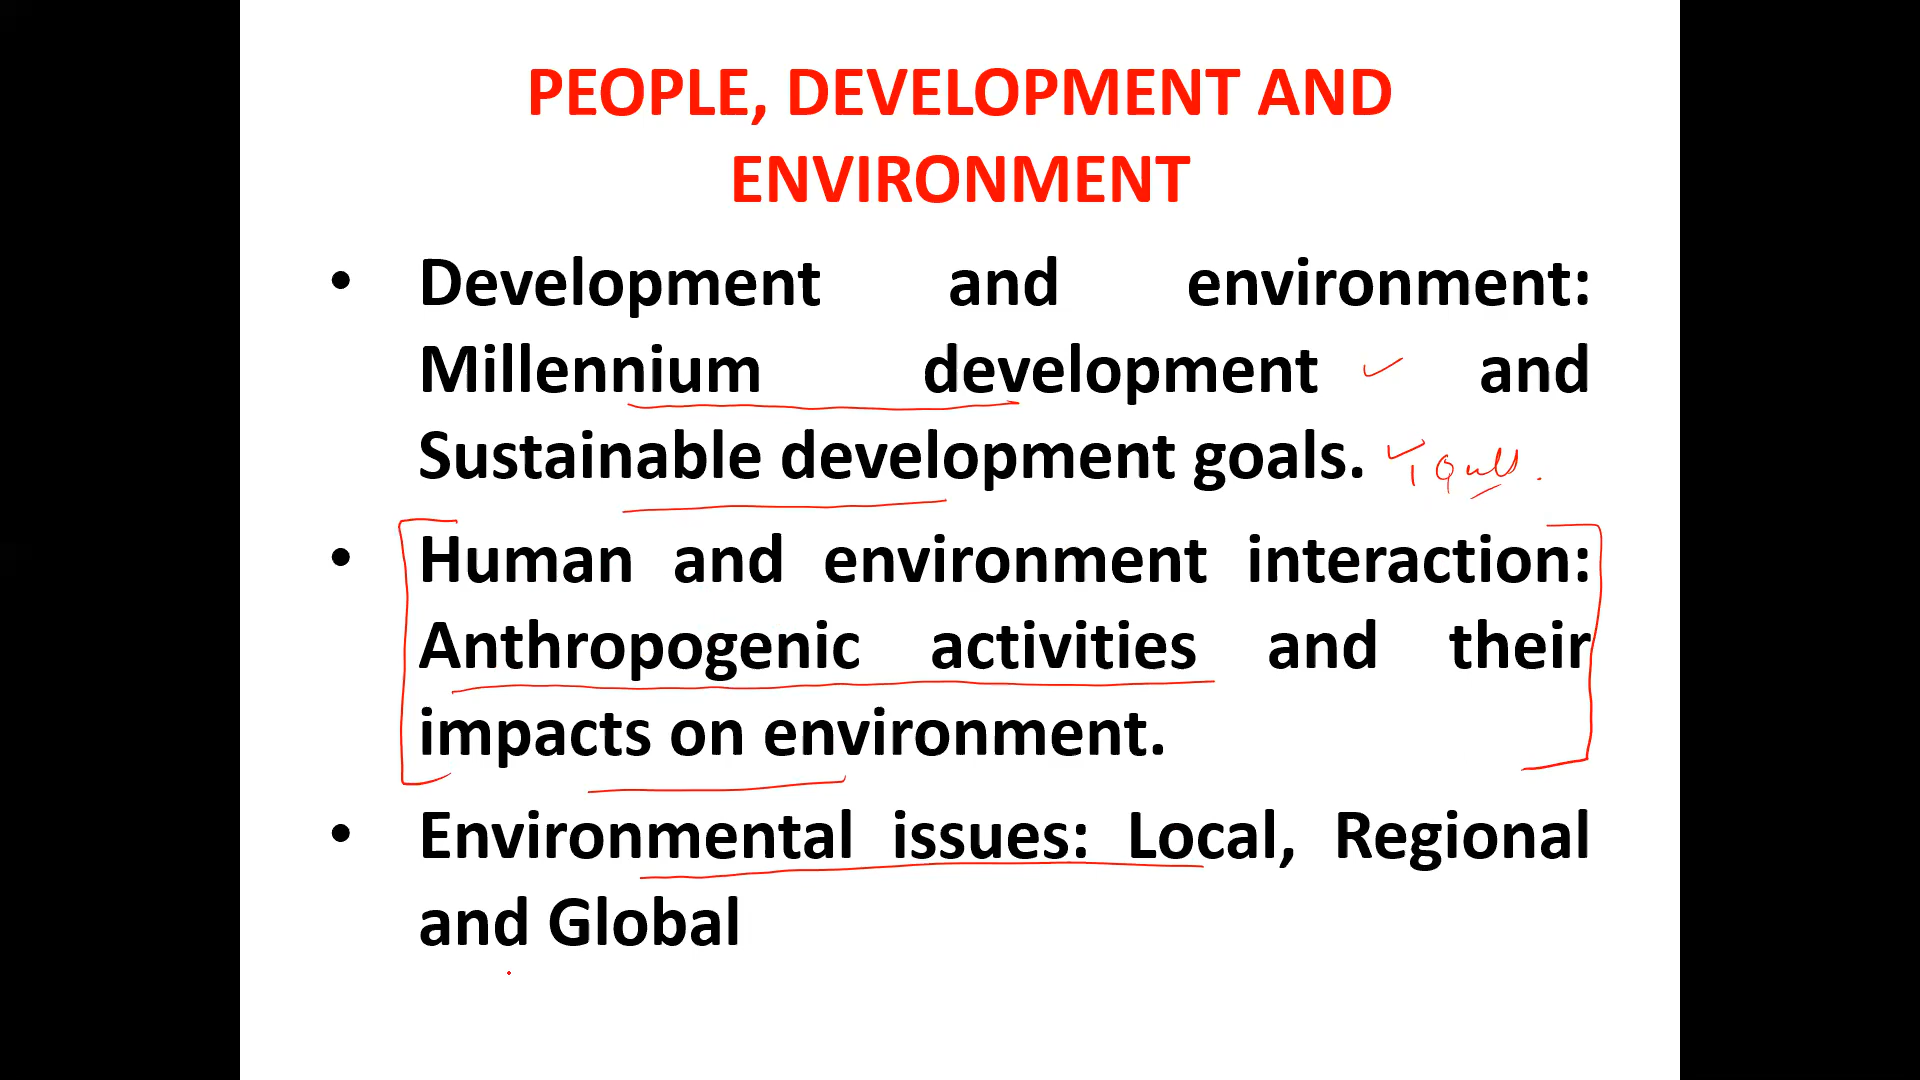 PEOPLE, DEVELOPMENT AND
ENVIRONMENT
• Development and environment:
Millennium development and
Sustainable development goals.
• Human and environment interaction:
Anthropogenic activities and their
impacts on environment.
• Environmental issues: Local, Regional
and Global